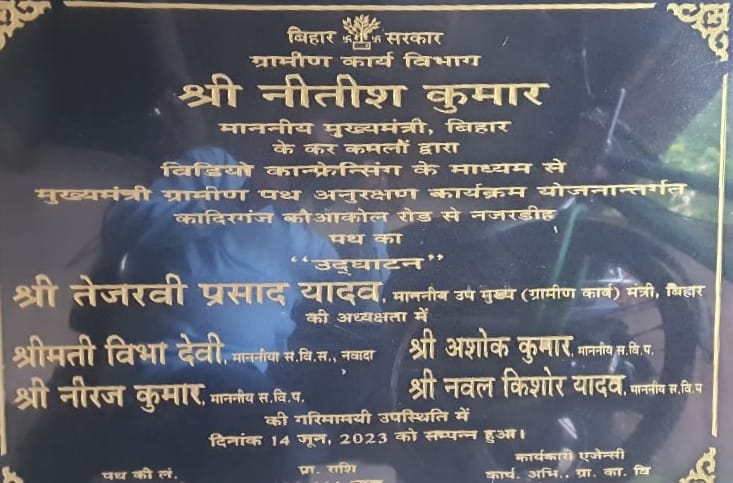 बिहार सरकार
ग्रामीण कार्य विभाग
श्री नीतीश कुमार
माननीय मुख्यमंत्री, बिहार
के कर कमलों द्वारा
विडियो कान्फ्रेन्सिंग के माध्यम से
मुख्यमंत्री ग्रामीण पथ अनुरक्षण कार्यक्रम योजनान्तर्गत
कादिरगंज कौआकोल रोड से नजरडीह
पथ का
"उद्घाटन"
श्री तेजरवी प्रसाद यादव, माननीय उप मुख्य (ग्रामीण कार्य) मंत्री, बिहार
की अध्यक्षता में
श्रीमती विभा देवी, माननीया स.वि.स., नवादा श्री अशोक कुमार, माननीय स.वि.प.
श्री नीरज कुमार, माननीय स.वि.प. श्री नवल किशोर यादव, माननीय स.वि.प
की गरिमामयी उपस्थिति में
दिनांक 14 जून, 2023 को सम्पन्न हुआ।
पथ की लं. प्रा. राशि कार्यकारी एजेन्सी
कार्य. अभि., ग्रा. का. वि